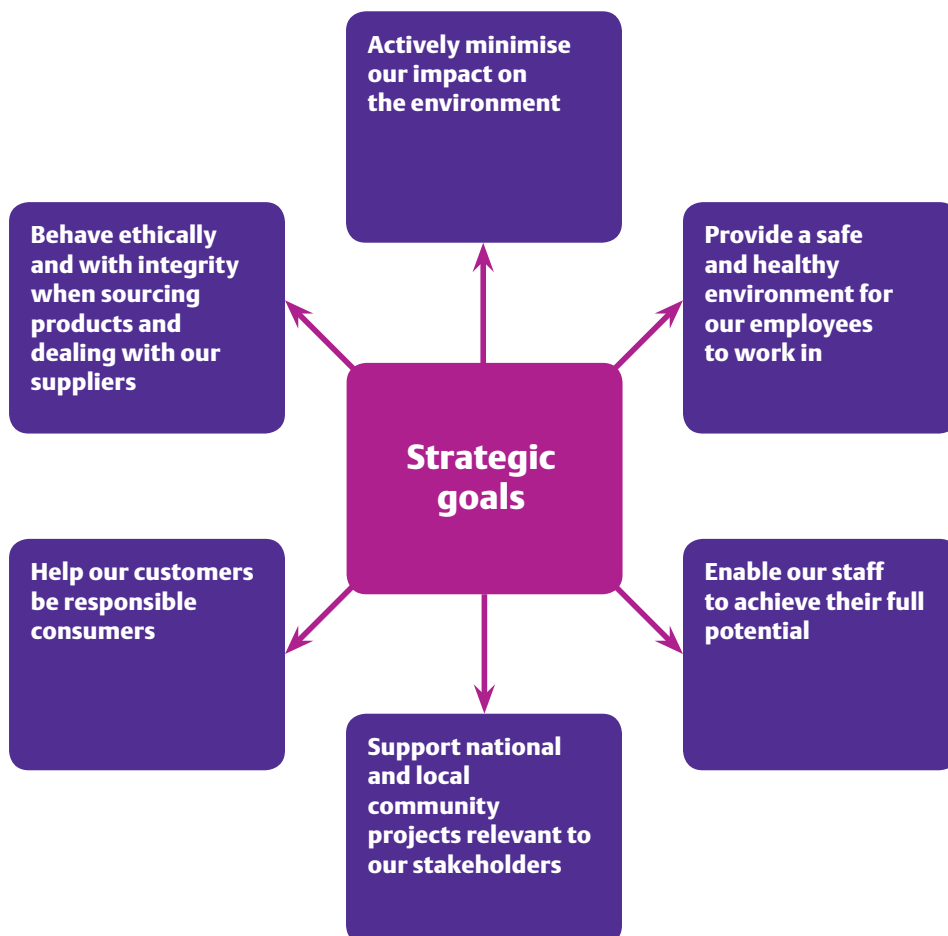 Actively minimise
our impact on
the environment
Behave ethically
and with integrity
when sourcing
products and
dealing with our
suppliers
Provide a safe
and healthy
environment for
our employees
to work in
Strategic
goals
Help our customers
be responsible
consumers
Enable our staff
to achieve their full
potential
Support national
and local
community
projects relevant to
our stakeholders